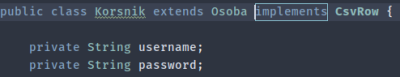 public class Korsnik extends Osoba implements CsvRow {
private String username;
private String password;